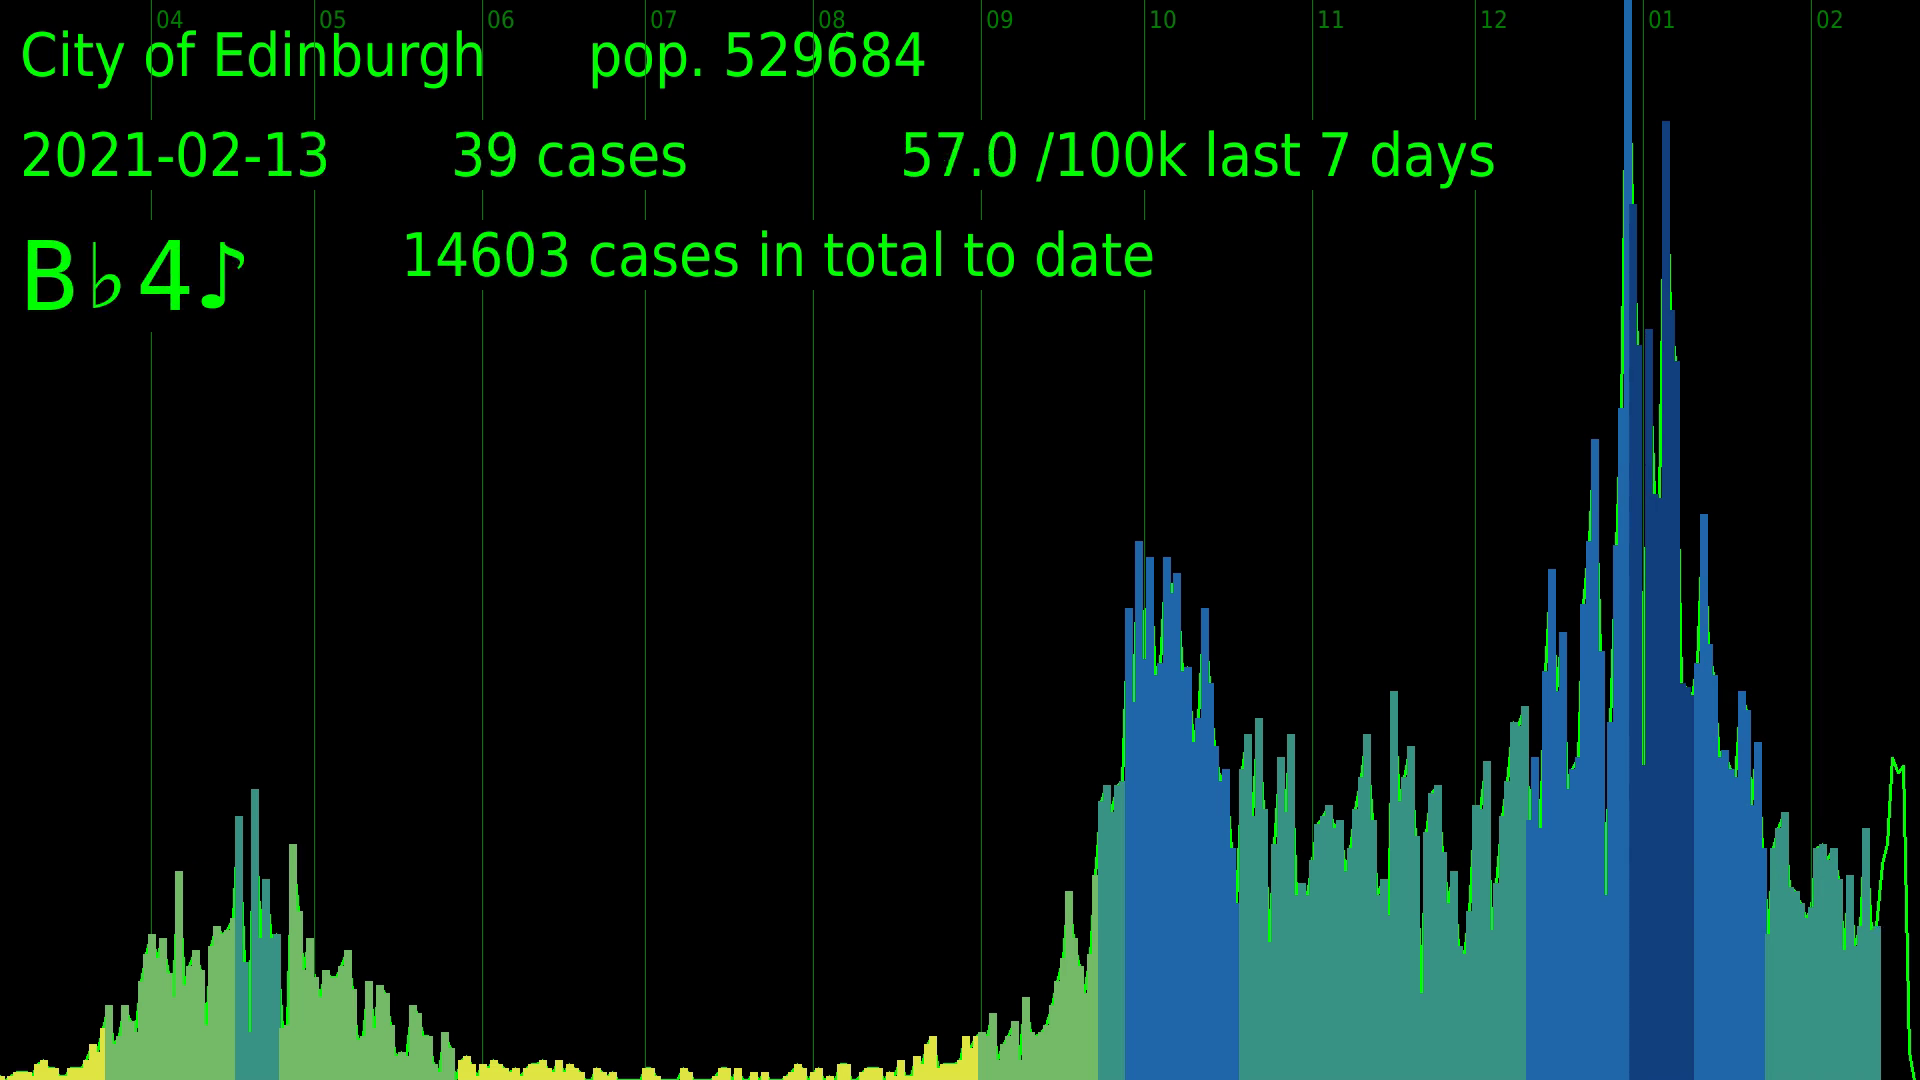 04 05 06 07 08 09 10 11 12 01 02
City of Edinburgh pop. 529684
2021-02-13 39 cases 57.0 /100k last 7 days
B♭4♪ 14603 cases in total to date